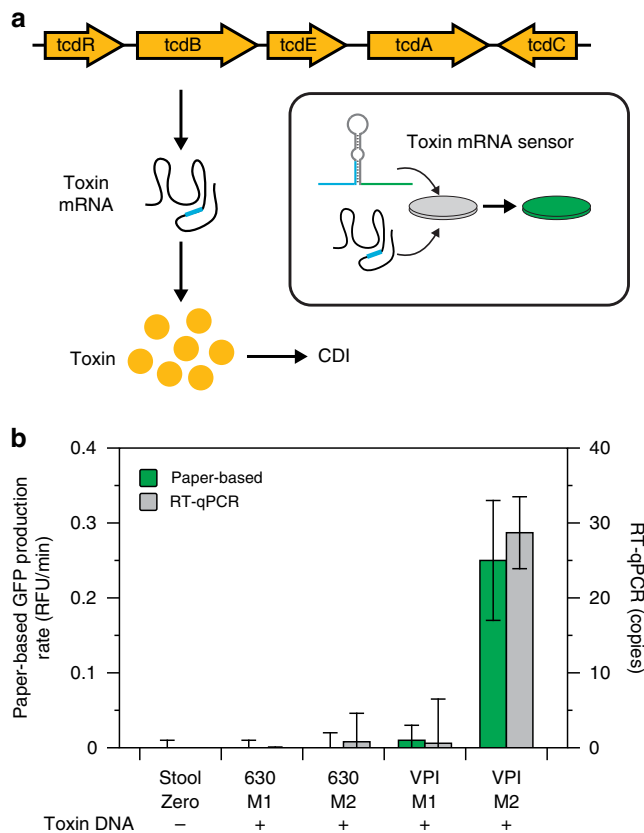 a
tcdR tcdB tcdE tcdA tcdC
Toxin mRNA sensor
Toxin
mRNA
Toxin
CDI
b
Paper-based GFP production
rate (RFU/min)
0.4
0.3
0.2
0.1
0
Paper-based
RT-qPCR
40
30
20
10
0
RT-qPCR
(copies)
Stool 630 630 VPI VPI
Zero M1 M2 M1 M2
Toxin DNA – + + + +